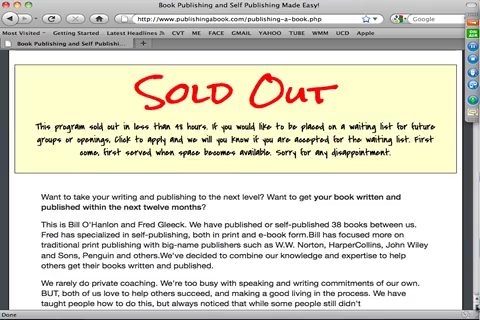 Book Publishing and Self Publishing Made Easy!
http://www.publishingabook.com/publishing-a-book.php
Google
Most Visited Getting Started Latest Headlines CVT ME FACE GMAIL YAHOO TUBE WMM UCD Apple
Book Publishing and Self Publishi...
Sold Out
This program sold out in less than 48 hours. If you would like to be placed on a waiting list for future
groups or openings, Click to apply and we will you know if you are accepted for the waiting list. First
come, first served when space becomes available. Sorry for any disappointment.
Want to take your writing and publishing to the next level? Want to get your book written and
published within the next twelve months?
This is Bill O'Hanlon and Fred Gleeck. We have published or self-published 38 books between us.
Fred has specialized in self-publishing, both in print and e-book form.Bill has focused more on
traditional print publishing with big-name publishers such as W.W. Norton, HarperCollins, John Wiley
and Sons, Penguin and others.We've decided to combine our knowledge and expertise to help
others get their books written and published.
We rarely do private coaching. We're too busy with speaking and writing commitments of our own.
BUT, both of us love to help others succeed, and making a good living in the process. We have
taught people how to do this, but always noticed that while some people still didn't
Done